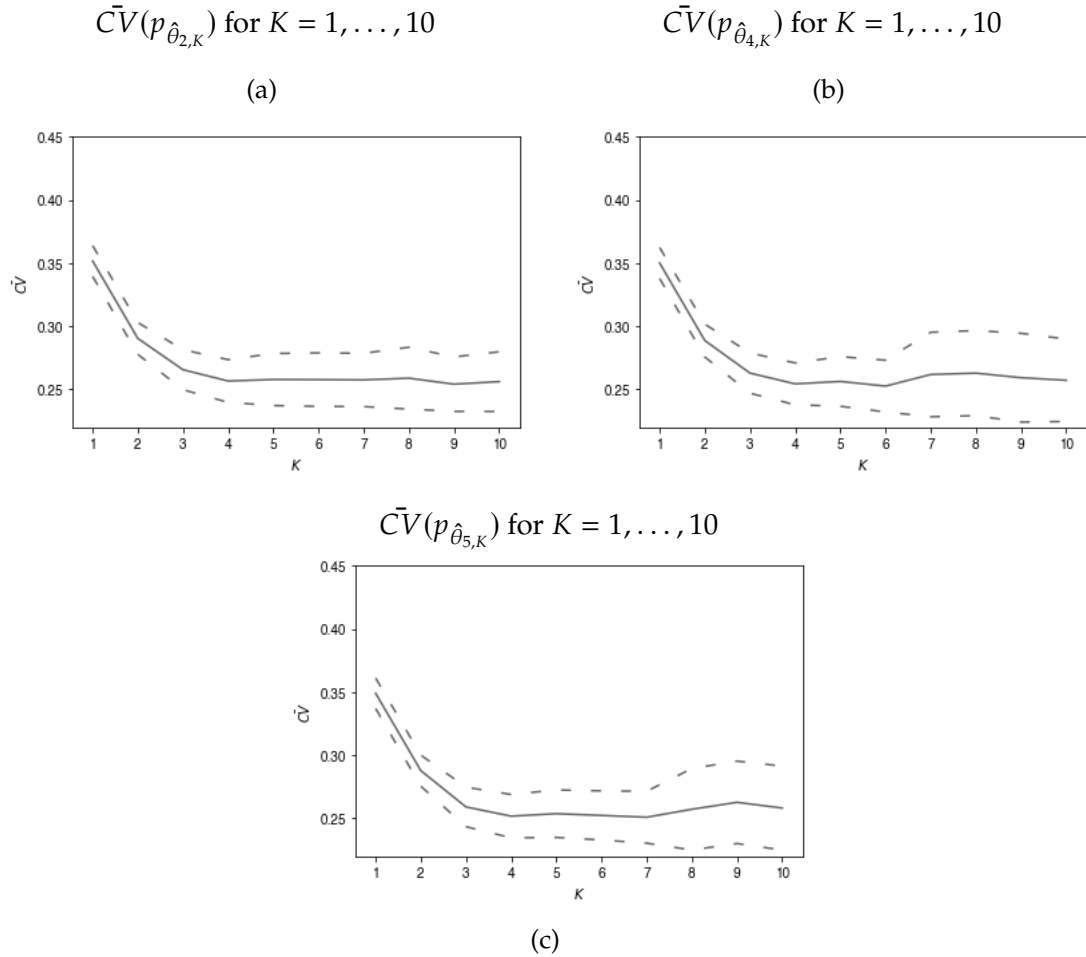 C̄V(p_θ̂_{2,K}) for K = 1, . . . , 10
(a)
0.45
0.40
0.35
0.30
0.25
C̄V
1 2 3 4 5 6 7 8 9 10
K
C̄V(p_θ̂_{4,K}) for K = 1, . . . , 10
(b)
0.45
0.40
0.35
0.30
0.25
C̄V
1 2 3 4 5 6 7 8 9 10
K
C̄V(p_θ̂_{5,K}) for K = 1, . . . , 10
0.45
0.40
0.35
0.30
0.25
C̄V
1 2 3 4 5 6 7 8 9 10
K
(c)